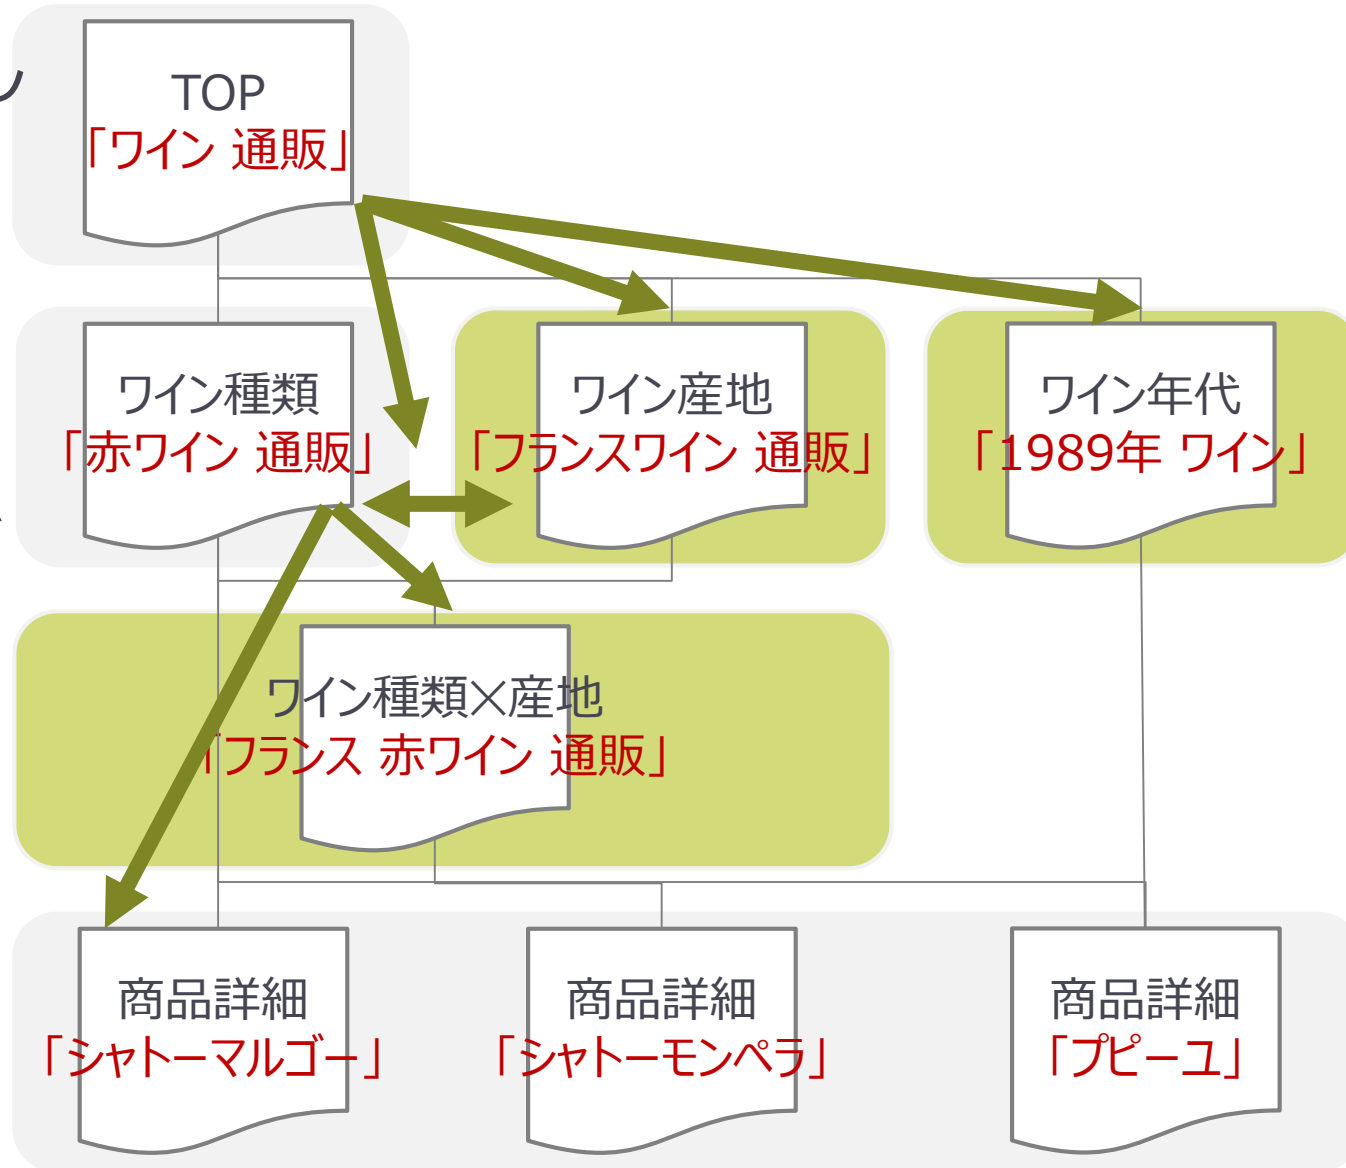 TOP
「ワイン 通販」
ワイン種類
「赤ワイン 通販」
ワイン産地
「フランスワイン 通販」
ワイン年代
「1989年 ワイン」
ワイン種類×産地
「フランス 赤ワイン 通販」
商品詳細
「シャトーマルゴー」
商品詳細
「シャトーモンペラ」
商品詳細
「プピーユ」